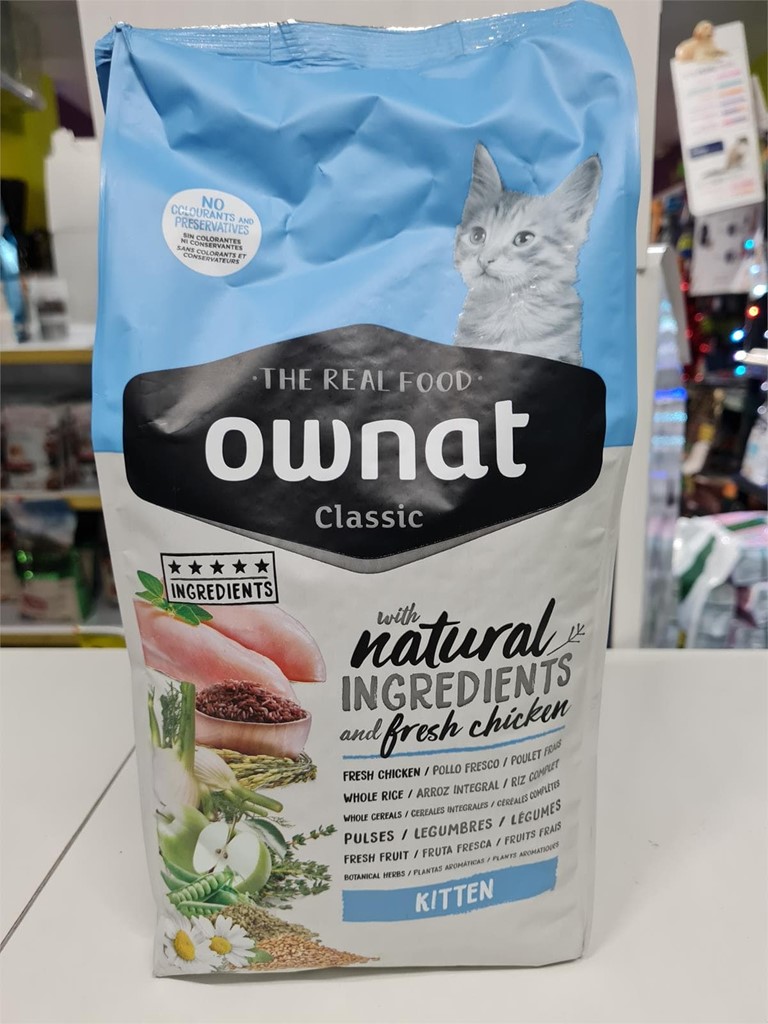 NO
COLOURANTS AND
PRESERVATIVES
SIN COLORANTES
NI CONSERVANTES
SANS COLORANTS ET
CONSERVATEURS
·THE REAL FOOD·
ownat
Classic
★★★★★
INGREDIENTS
with
natural
INGREDIENTS
and fresh chicken
FRESH CHICKEN / POLLO FRESCO / POULET FRAIS
WHOLE RICE / ARROZ INTEGRAL / RIZ COMPLET
WHOLE CEREALS / CEREALES INTEGRALES / CÉRÉALES COMPLÈTES
PULSES / LEGUMBRES / LÉGUMES
FRESH FRUIT / FRUTA FRESCA / FRUITS FRAIS
BOTANICAL HERBS / PLANTAS AROMÁTICAS / PLANTS AROMATIQUES
KITTEN